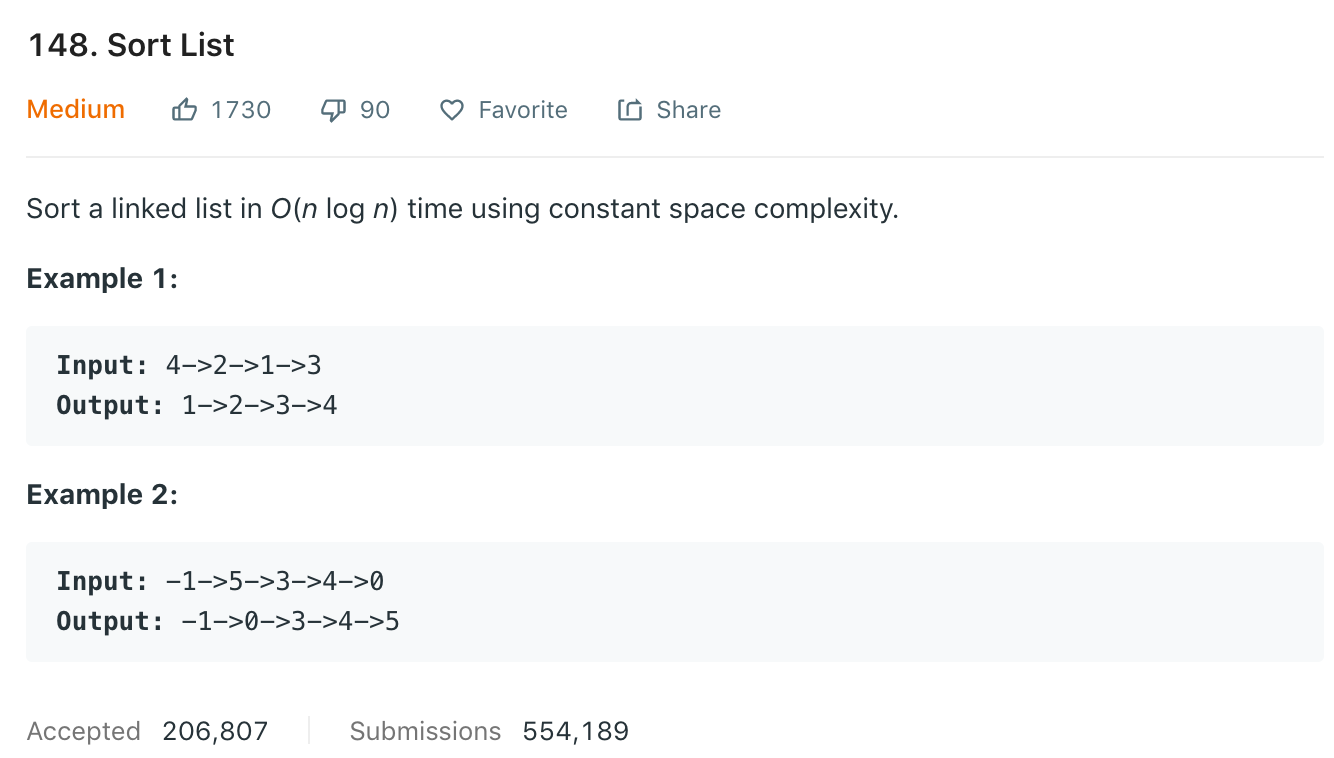 148. Sort List
Medium 1730 90 Favorite Share
Sort a linked list in O(n log n) time using constant space complexity.
Example 1:
Input: 4->2->1->3
Output: 1->2->3->4
Example 2:
Input: -1->5->3->4->0
Output: -1->0->3->4->5
Accepted 206,807 Submissions 554,189